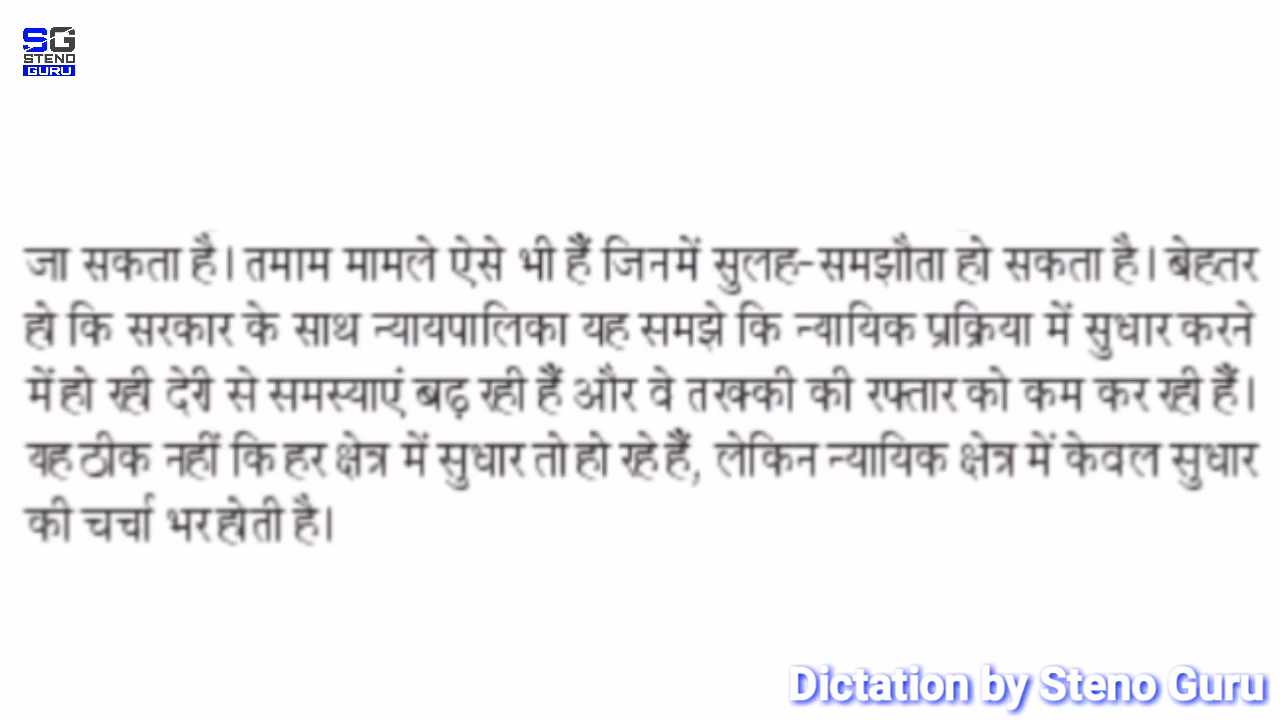 SG
STENO
GURU
जा सकता है। तमाम मामले ऐसे भी हैं जिनमें सुलह-समझौता हो सकता है। बेहतर
हो कि सरकार के साथ न्यायपालिका यह समझे कि न्यायिक प्रक्रिया में सुधार करने
में हो रही देरी से समस्याएं बढ़ रही हैं और वे तरक्की की रफ्तार को कम कर रही हैं।
यह ठीक नहीं कि हर क्षेत्र में सुधार तो हो रहे हैं, लेकिन न्यायिक क्षेत्र में केवल सुधार
की चर्चा भर होती है।
Dictation by Steno Guru